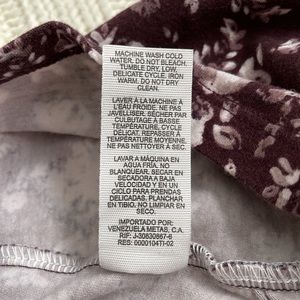 MACHINE WASH COLD
WATER. DO NOT BLEACH.
TUMBLE DRY, LOW,
DELICATE CYCLE. IRON
WARM. DO NOT DRY
CLEAN.
LAVER À LA MACHINE À
L'EAU FROIDE. NE PAS
JAVELLISER. SÉCHER PAR
CULBUTAGE À BASSE
TEMPÉRATURE, CYCLE
DÉLICAT. REPASSER À
TEMPÉRATURE MOYENNE.
NE PAS NETTOYER À SEC.
LAVAR A MÁQUINA EN
AGUA FRÍA. NO
BLANQUEAR. SECAR EN
SECADORA A BAJA
VELOCIDAD Y EN UN
CICLO PARA PRENDAS
DELICADAS. PLANCHAR
EN TIBIO. NO LIMPIAR EN
SECO.
IMPORTADO POR:
VENEZUELA METAS, C.A.
RIF: J-30830867-6
RES: 0000104TI-02